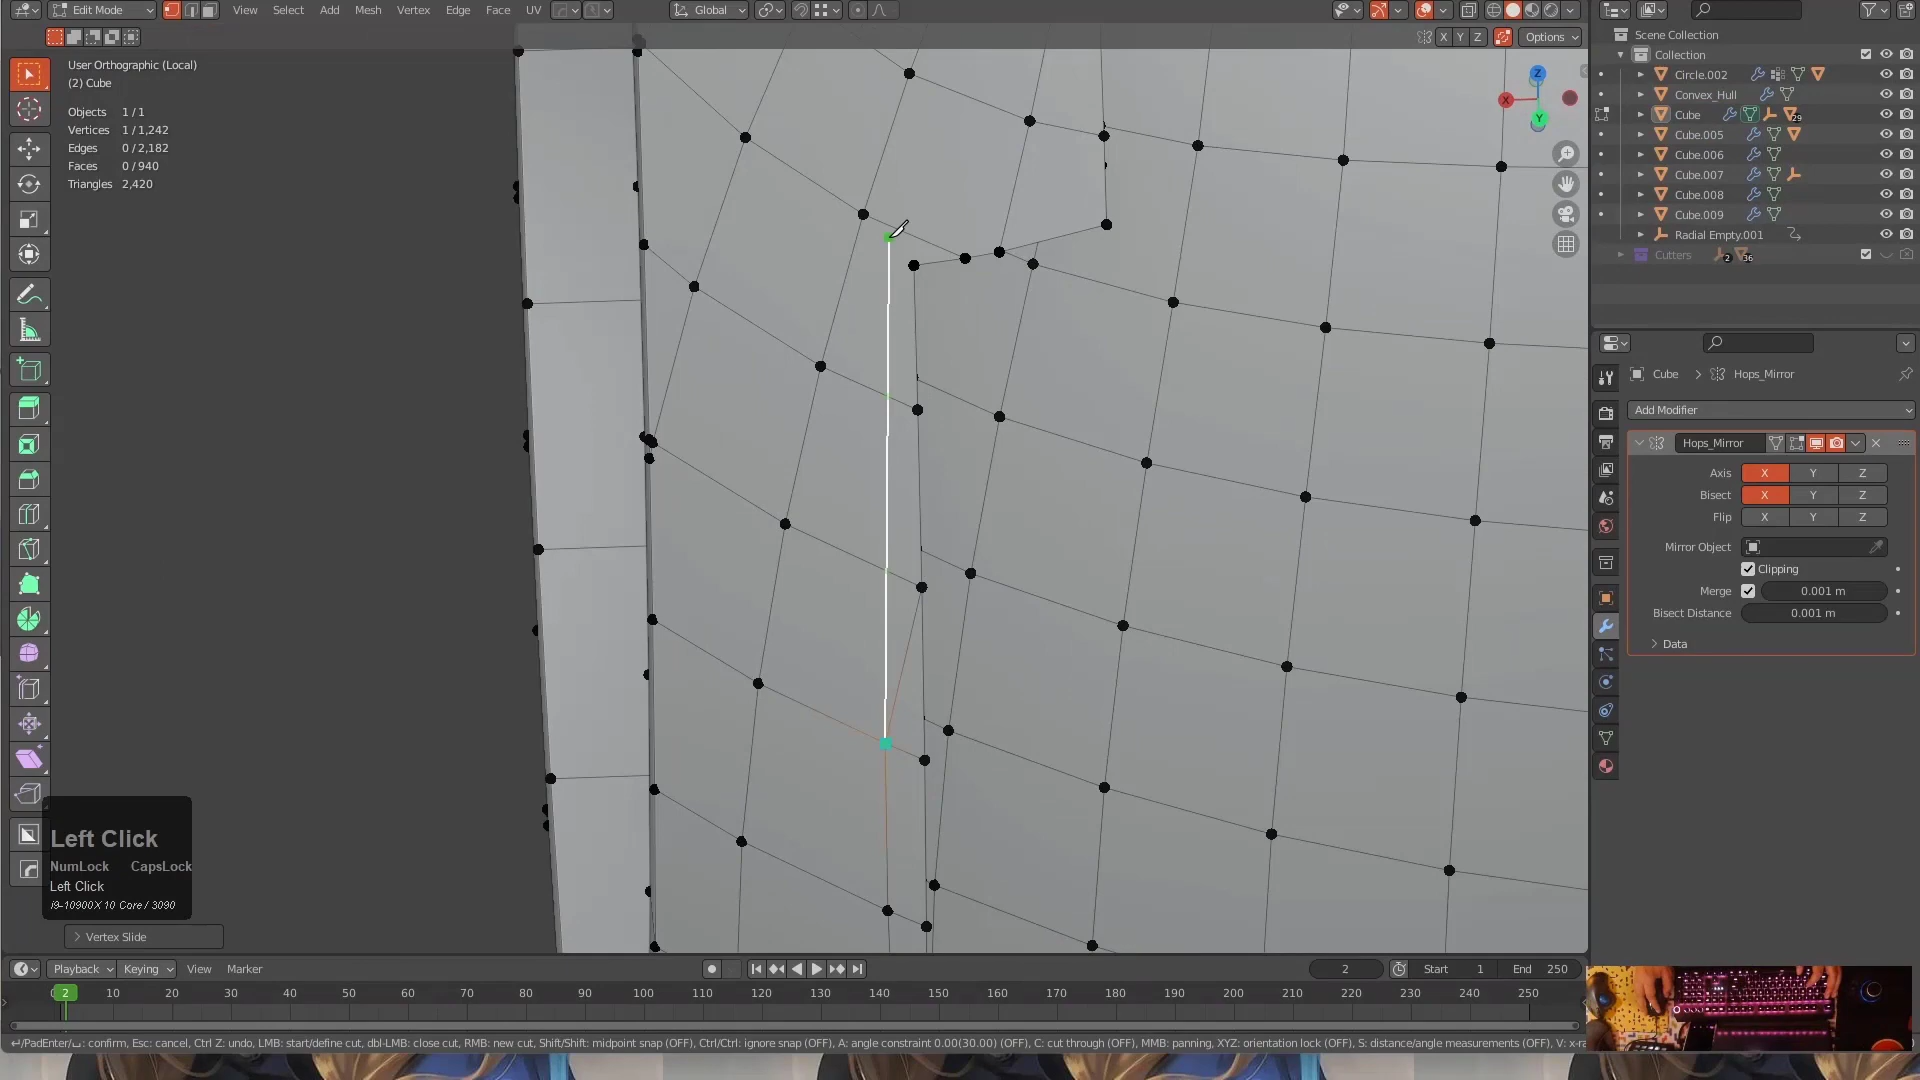 Edit Mode
View
Select
Add
Mesh
Vertex
Edge
Face
UV
Global
X
Y
Z
Options
User Orthographic (Local)
(2) Cube
Objects 1 / 1
Vertices 1 / 1,242
Edges 0 / 2,182
Faces 0 / 940
Triangles 2,420
Z
X
Y
Scene Collection
Collection
Circle.002
Convex_Hull
Cube
29
Cube.005
Cube.006
Cube.007
Cube.008
Cube.009
Radial Empty.001
Cutters
2
36
Cube
Hops_Mirror
Add Modifier
Hops_Mirror
Axis X Y Z
Bisect X Y Z
Flip X Y Z
Mirror Object
Clipping
Merge 0.001 m
Bisect Distance 0.001 m
Data
Left Click
NumLock CapsLock
Left Click
i9-10900X 10 Core / 3090
Vertex Slide
Playback
Keying
View
Marker
2
Start 1
End 250
2 10 20 30 40 50 60 70 80 90 100 110 120 130 140 150 160 170 180 190 200 210 220 230 240 250
/PadEnter/: confirm, Esc: cancel, Ctrl Z: undo, LMB: start/define cut, dbl-LMB: close cut, RMB: new cut, Shift/Shift: midpoint snap (OFF), Ctrl/Ctrl: ignore snap (OFF), A: angle constraint 0.00(30.00) (OFF), C: cut through (OFF), MMB: panning, XYZ: orientation lock (OFF), S: distance/angle measurements (OFF), V: x-ra